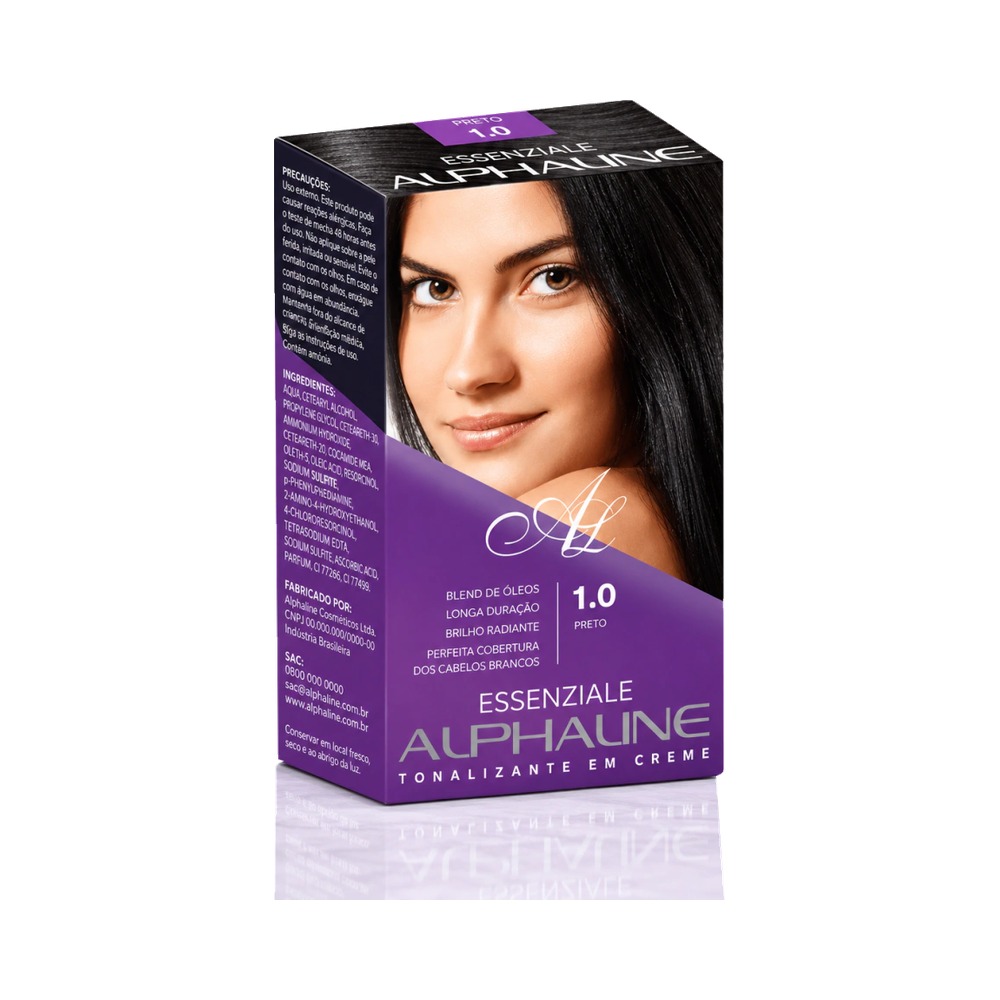 PRETO
1.0
ESSENZIALE
ALPHALINE
PRECAUÇÕES:
Uso externo. Este produto pode
causar reações alérgicas. Faça
o teste de mecha 48 horas antes
do uso. Não aplique sobre a pele
ferida, irritada ou sensível. Evite o
contato com os olhos. Em caso de
contato com os olhos, enxágue
com água em abundância.
Mantenha fora do alcance de
crianças
médica,
Siga as instruções de uso.
Contém amônia.
INGREDIENTES:
AQUA, CETEARYL ALCOHOL,
PROPYLENE GLYCOL, CETEARETH-30,
AMMONIUM HYDROXIDE,
CETEARETH-20, COCAMIDE MEA,
OLETH-5, OLEIC ACID, RESORCINOL,
SODIUM SULFITE,
2-AMINO-4-HYDROXYETHANOL,
4-CHLORORESORCINOL,
TETRASODIUM EDTA,
SODIUM SULFITE, ASCORBIC ACID,
PARFUM, CI 77266, CI 77499.
FABRICADO POR:
Alphaline Cosméticos Ltda.
CNPJ 00.000.000/0000-00
Indústria Brasileira
SAC:
0800 000 0000
sac@alphaline.com.br
www.alphaline.com.br
Conservar em local fresco,
seco e ao abrigo da luz.
AL
BLEND DE ÓLEOS
LONGA DURAÇÃO
BRILHO RADIANTE
PERFEITA COBERTURA
DOS CABELOS BRANCOS
1.0
PRETO
ESSENZIALE
ALPHALINE
TONALIZANTE EM CREME